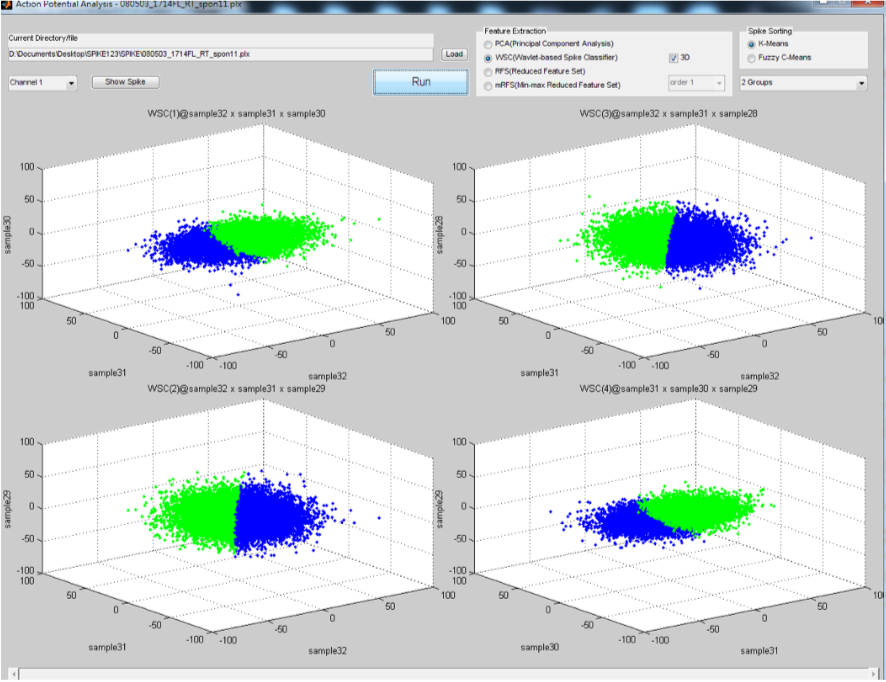 Action Potential Analysis - 080503_1714FL_RT_spon11.plx
Current Directory/file
D:\Documents\Desktop\SPIKE123\SPIKE\080503_1714FL_RT_spon11.plx
Load
Channel 1
Show Spike
Run
Feature Extraction
PCA(Principal Component Analysis)
WSC(Wavlet-based Spike Classifier)
3D
RFS(Reduced Feature Set)
mRFS(Min-max Reduced Feature Set)
order 1
Spike Sorting
K-Means
Fuzzy C-Means
2 Groups
WSC(1)@sample32 x sample31 x sample30
100
50
0
-50
-100
sample30
100
50
0
-50
-100
sample31
-100
-50
0
50
100
sample32
WSC(3)@sample32 x sample31 x sample28
100
50
0
-50
-100
sample28
100
50
0
-50
-100
sample31
-100
-50
0
50
100
sample32
WSC(2)@sample32 x sample31 x sample29
100
50
0
-50
-100
sample29
100
50
0
-50
-100
sample31
-100
-50
0
50
100
sample32
WSC(4)@sample31 x sample30 x sample29
100
50
0
-50
-100
sample29
100
50
0
-50
-100
sample30
-100
-50
0
50
sample31